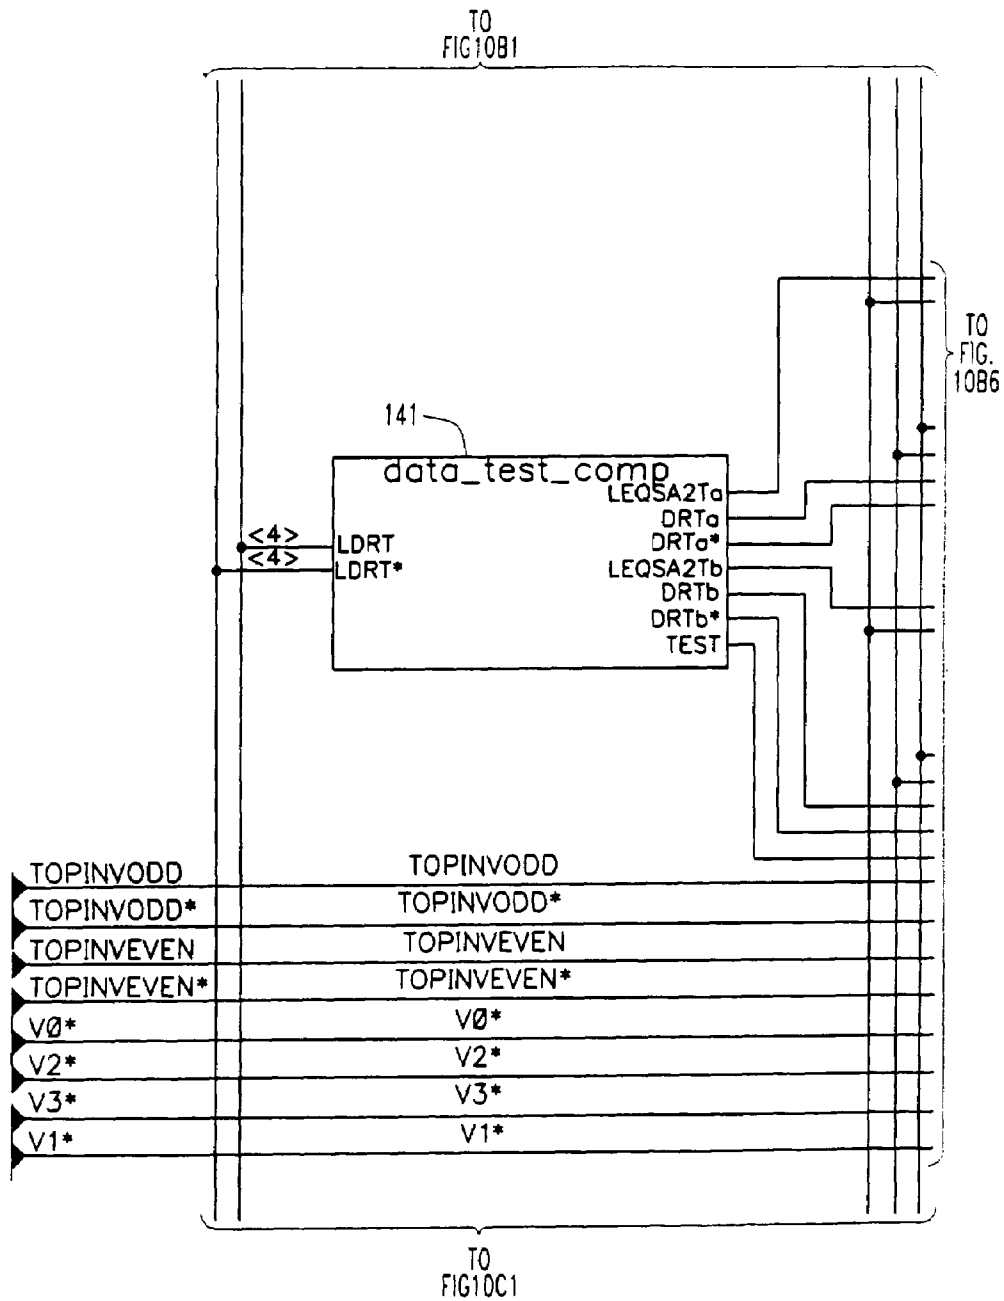 TO
FIG10B1
TO
FIG.
10B6
141
data_test_comp
LEQSA2Ta
DRTa
<4>
LDRT
DRTa*
<4>
LDRT*
LEQSA2Tb
DRTb
DRTb*
TEST
TOPINVODD TOPINVODD
TOPINVODD* TOPINVODD*
TOPINVEVEN TOPINVEVEN
TOPINVEVEN* TOPINVEVEN*
VØ* VØ*
V2* V2*
V3* V3*
V1* V1*
TO
FIG10C1